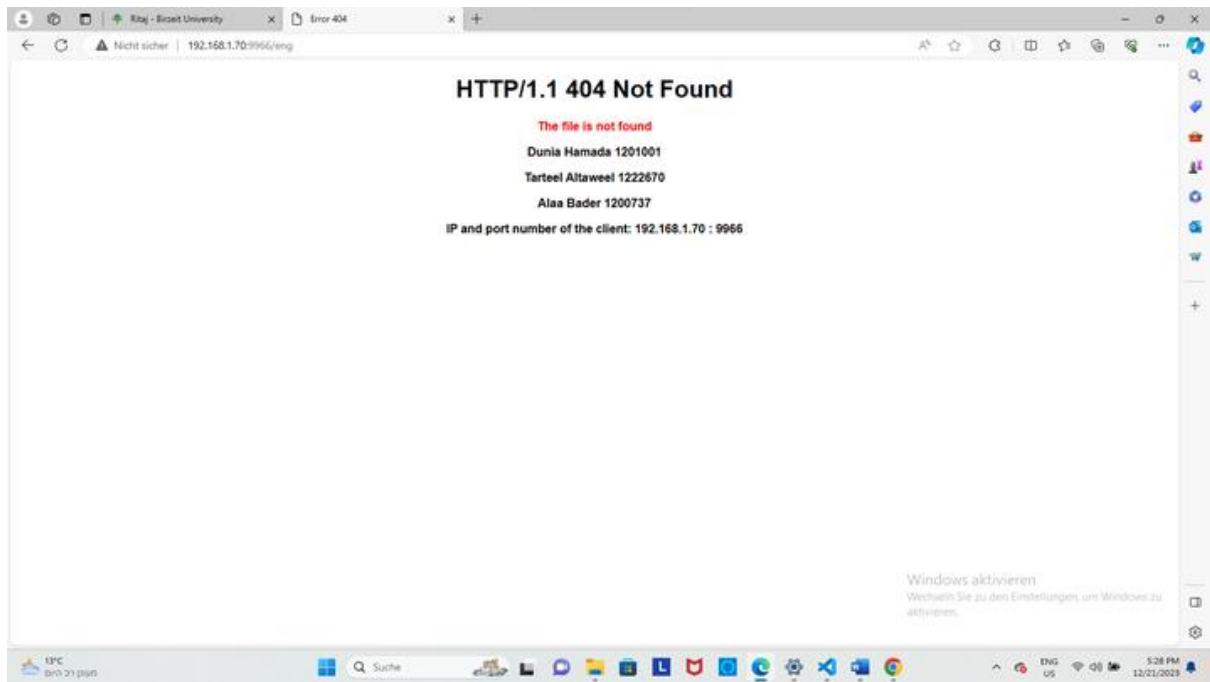 Ritaj - Birzeit University
Error 404
Nicht sicher
192.168.1.70:9966/eng
HTTP/1.1 404 Not Found
The file is not found
Dunia Hamada 1201001
Tarteel Altaweel 1222670
Alaa Bader 1200737
IP and port number of the client: 192.168.1.70 : 9966
Windows aktivieren
Wechseln Sie zu den Einstellungen, um Windows zu
aktivieren.
13°C
Suche
ENG
US
5:28 PM
12/21/2023